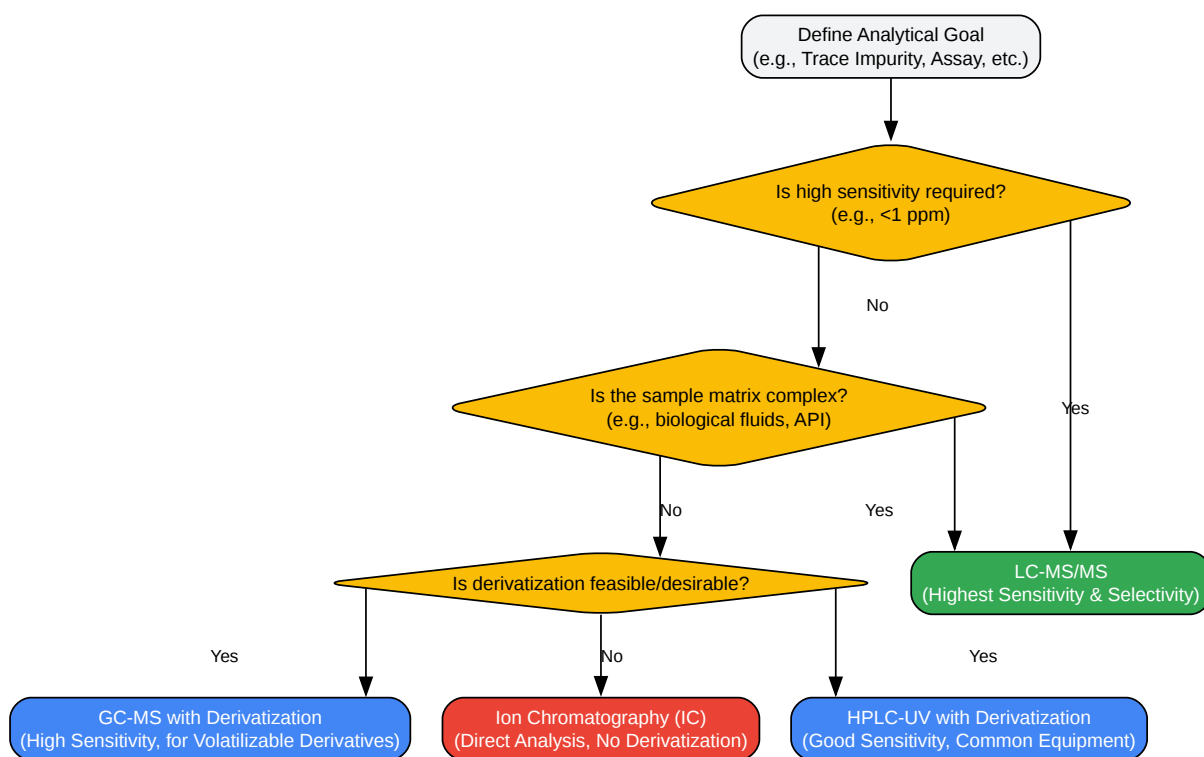 Define Analytical Goal
(e.g., Trace Impurity, Assay, etc.)
Is high sensitivity required?
(e.g., <1 ppm)
No
Yes
Is the sample matrix complex?
(e.g., biological fluids, API)
No
Yes
LC-MS/MS
(Highest Sensitivity & Selectivity)
Is derivatization feasible/desirable?
Yes
No
Yes
GC-MS with Derivatization
(High Sensitivity, for Volatilizable Derivatives)
Ion Chromatography (IC)
(Direct Analysis, No Derivatization)
HPLC-UV with Derivatization
(Good Sensitivity, Common Equipment)